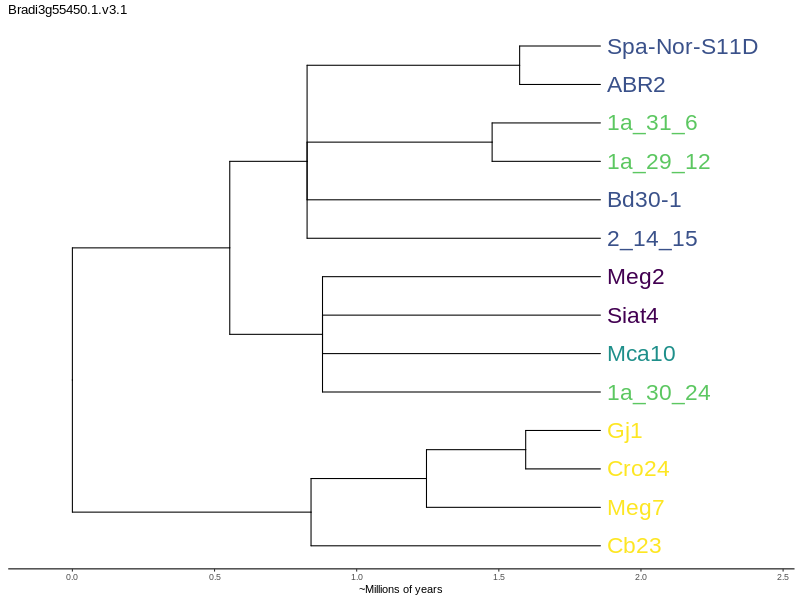 Bradi3g55450.1.v3.1
Spa-Nor-S11D
ABR2
1a_31_6
1a_29_12
Bd30-1
2_14_15
Meg2
Siat4
Mca10
1a_30_24
Gj1
Cro24
Meg7
Cb23
0.0 0.5 1.0 1.5 2.0 2.5
~Millions of years